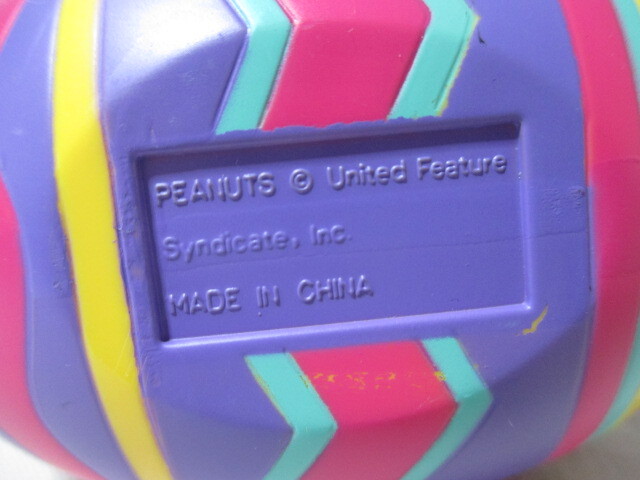 PEANUTS © United Feature
Syndicate, Inc.
MADE IN CHINA